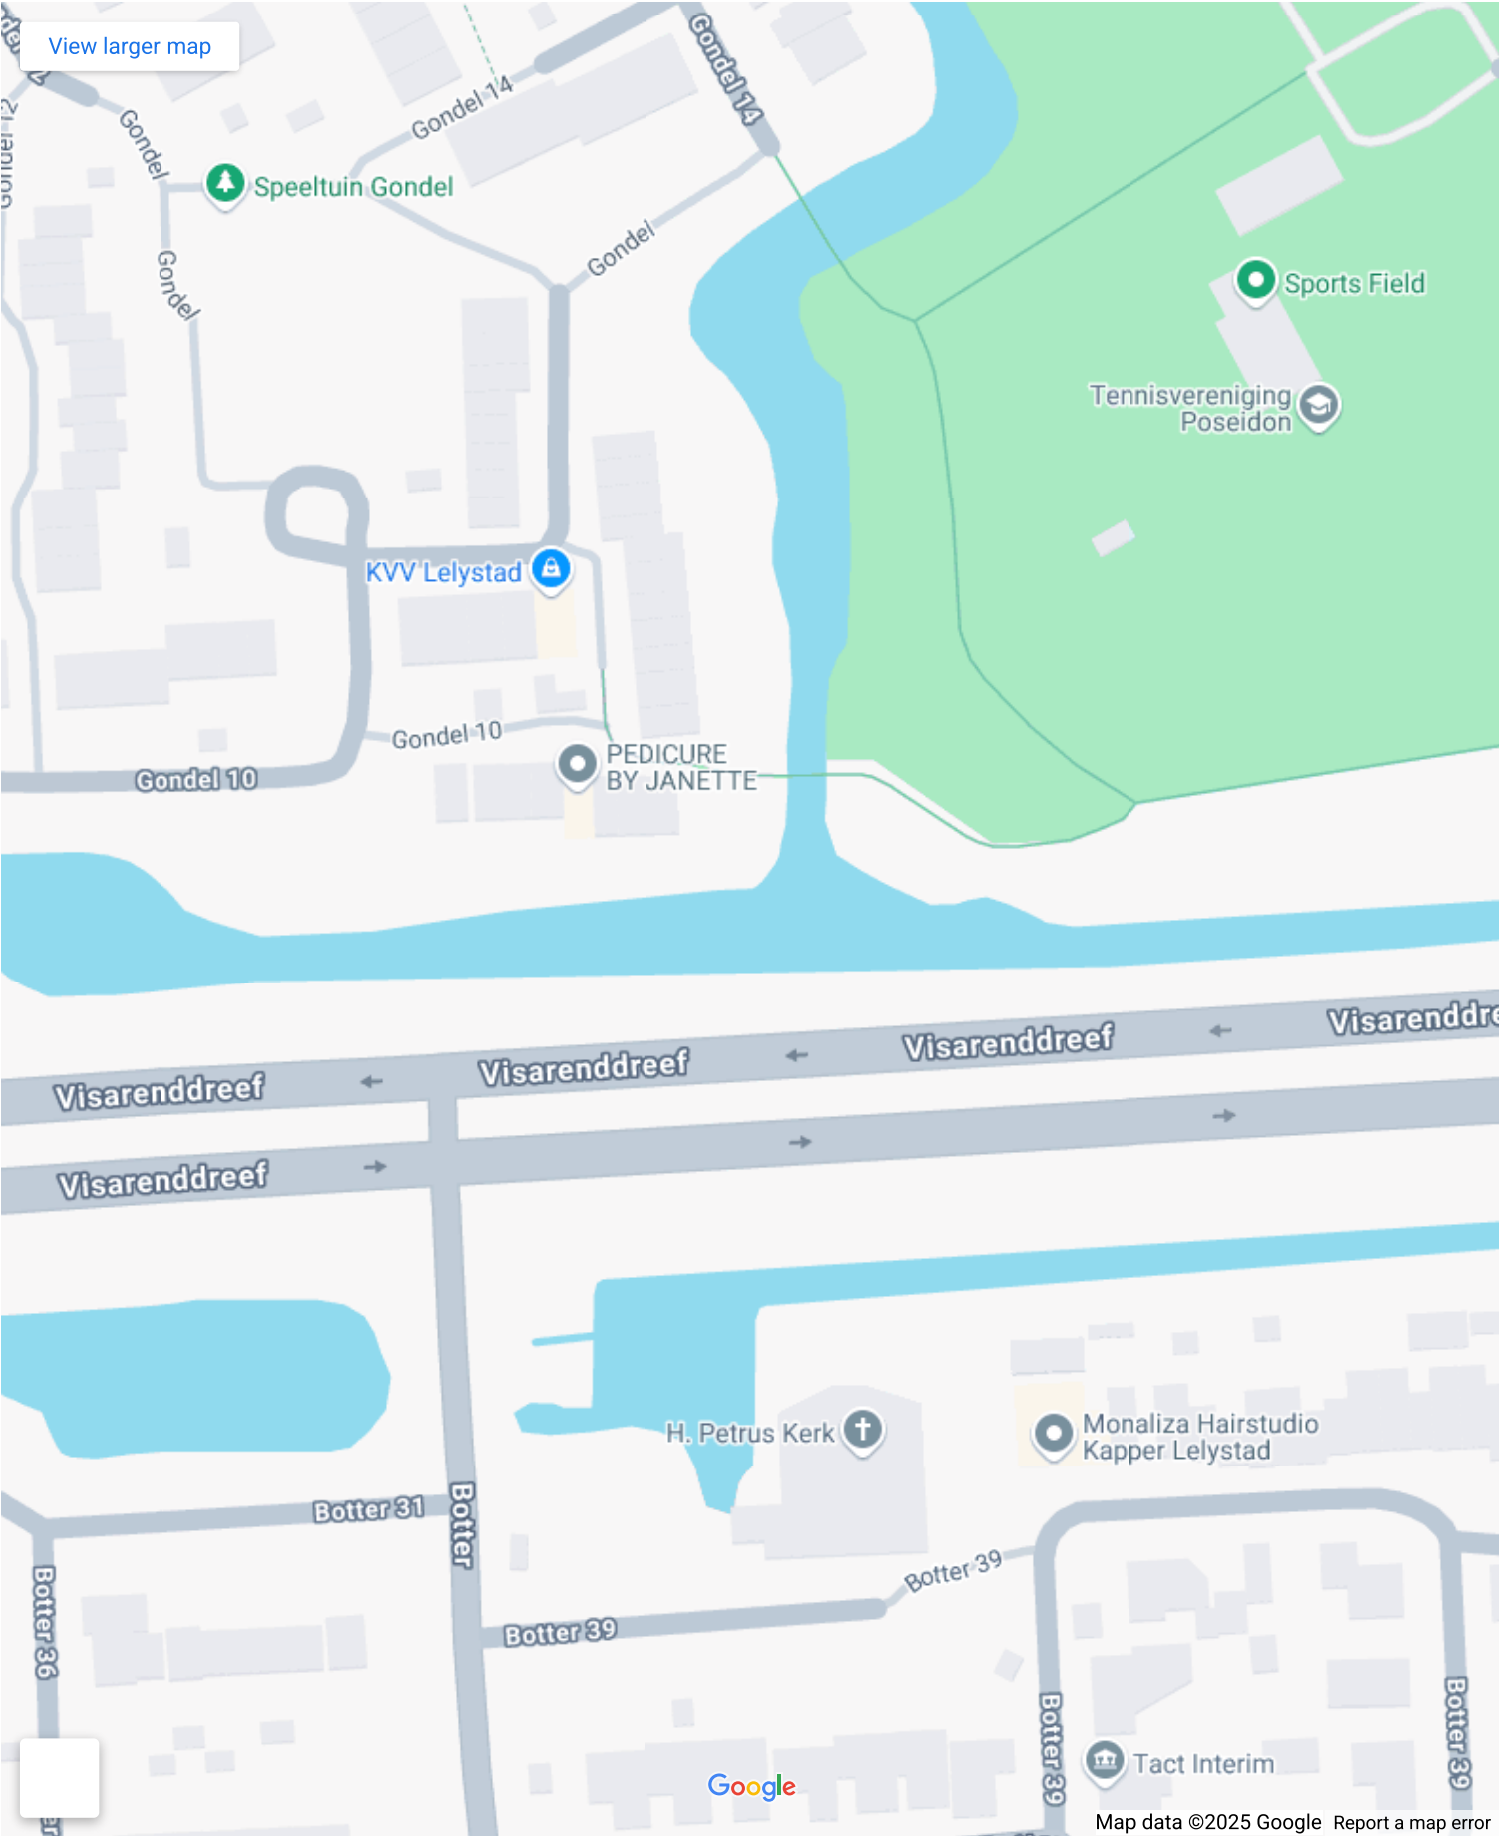 View larger map
Gondel 14
Gondel 14
Gondel 12
Gondel
Speeltuin Gondel
Gondel
Gondel
Sports Field
Tennisvereniging
Poseidon
KVV Lelystad
Gondel 10
PEDICURE
BY JANETTE
Gondel 10
Visarenddre
Visarenddreef
Visarenddreef
Visarenddreef
Visarenddreef
H. Petrus Kerk
Monaliza Hairstudio
Kapper Lelystad
Botter 31
Botter
Botter 39
Botter 36
Botter 39
Botter 39
Botter 39
Tact Interim
Google
Map data ©2025 Google
Report a map error